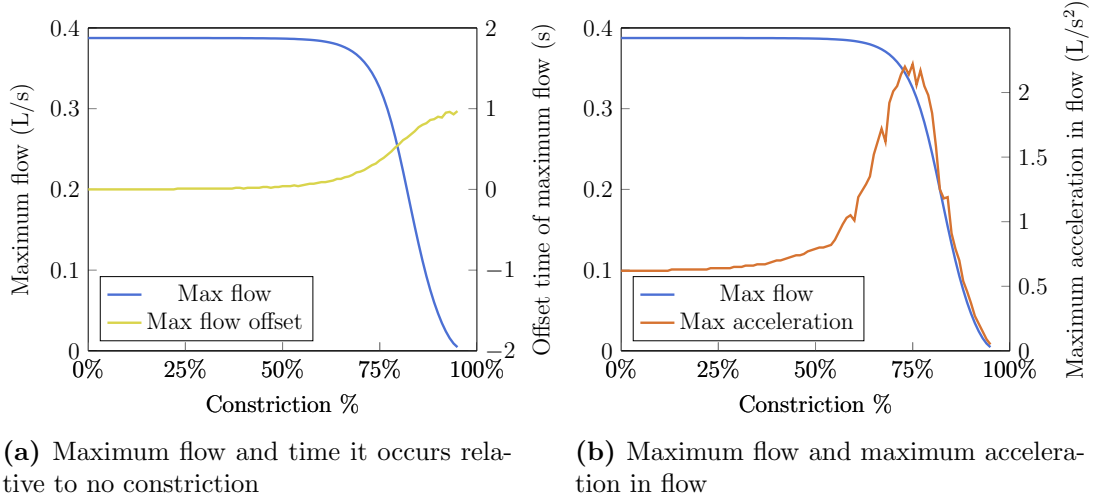 0.4
0.3
0.2
0.1
0
Maximum flow (L/s)
2
1
0
−1
−2
Offset time of maximum flow (s)
Max flow
Max flow offset
0%
25%
50%
75%
100%
Constriction %
0.4
0.3
0.2
0.1
0
2
1.5
1
0.5
0
Maximum acceleration in flow (L/s²)
Max flow
Max acceleration
0%
25%
50%
75%
100%
Constriction %
(a) Maximum flow and time it occurs rela-
tive to no constriction
(b) Maximum flow and maximum accelera-
tion in flow